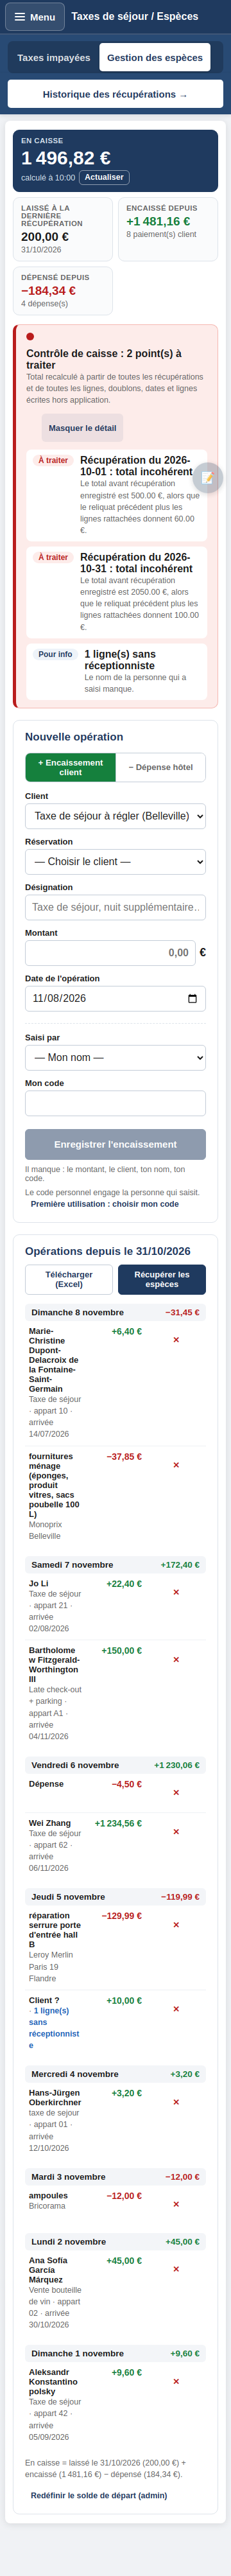 Menu
Taxes de séjour / Espèces
Taxes impayées
Gestion des espèces
Historique des récupérations →
EN CAISSE
1 496,82 €
calculé à 10:00
Actualiser
LAISSÉ À LA
DERNIÈRE
RÉCUPÉRATION
200,00 €
31/10/2026
ENCAISSÉ DEPUIS
+1 481,16 €
8 paiement(s) client
DÉPENSÉ DEPUIS
−184,34 €
4 dépense(s)
Contrôle de caisse : 2 point(s) à
traiter
Total recalculé à partir de toutes les récupérations
et de toutes les lignes, doublons, dates et lignes
écrites hors application.
Masquer le détail
À traiter
Récupération du 2026-
10-01 : total incohérent
Le total avant récupération
enregistré est 500.00 €, alors que
le reliquat précédent plus les
lignes rattachées donnent 60.00
€.
À traiter
Récupération du 2026-
10-31 : total incohérent
Le total avant récupération
enregistré est 2050.00 €, alors
que le reliquat précédent plus les
lignes rattachées donnent 100.00
€.
Pour info
1 ligne(s) sans
réceptionniste
Le nom de la personne qui a
saisi manque.
Nouvelle opération
+ Encaissement
client
− Dépense hôtel
Client
Taxe de séjour à régler (Belleville)
Réservation
— Choisir le client —
Désignation
Taxe de séjour, nuit supplémentaire…
Montant
0,00 €
Date de l'opération
11/08/2026
Saisi par
— Mon nom —
Mon code
Enregistrer l'encaissement
Il manque : le montant, le client, ton nom, ton
code.
Le code personnel engage la personne qui saisit.
Première utilisation : choisir mon code
Opérations depuis le 31/10/2026
Télécharger
(Excel)
Récupérer les
espèces
Dimanche 8 novembre −31,45 €
Marie-
Christine
Dupont-
Delacroix de
la Fontaine-
Saint-
Germain
+6,40 €
×
Taxe de séjour
· appart 10 ·
arrivée
14/07/2026
fournitures
ménage
(éponges,
produit
vitres, sacs
poubelle 100
L)
−37,85 €
×
Monoprix
Belleville
Samedi 7 novembre +172,40 €
Jo Li
+22,40 €
×
Taxe de séjour
· appart 21 ·
arrivée
02/08/2026
Bartholome
w Fitzgerald-
Worthington
III
+150,00 €
×
Late check-out
+ parking ·
appart A1 ·
arrivée
04/11/2026
Vendredi 6 novembre +1 230,06 €
Dépense
−4,50 €
×
Wei Zhang
+1 234,56 €
×
Taxe de séjour
· appart 62 ·
arrivée
06/11/2026
Jeudi 5 novembre −119,99 €
réparation
serrure porte
d'entrée hall
B
−129,99 €
×
Leroy Merlin
Paris 19
Flandre
Client ?
+10,00 €
×
· 1 ligne(s)
sans
réceptionnist
e
Mercredi 4 novembre +3,20 €
Hans-Jürgen
Oberkirchner
+3,20 €
×
taxe de sejour
· appart 01 ·
arrivée
12/10/2026
Mardi 3 novembre −12,00 €
ampoules
−12,00 €
×
Bricorama
Lundi 2 novembre +45,00 €
Ana Sofía
García
Márquez
+45,00 €
×
Vente bouteille
de vin · appart
02 · arrivée
30/10/2026
Dimanche 1 novembre +9,60 €
Aleksandr
Konstantino
polsky
+9,60 €
×
Taxe de séjour
· appart 42 ·
arrivée
05/09/2026
En caisse = laissé le 31/10/2026 (200,00 €) +
encaissé (1 481,16 €) − dépensé (184,34 €).
Redéfinir le solde de départ (admin)